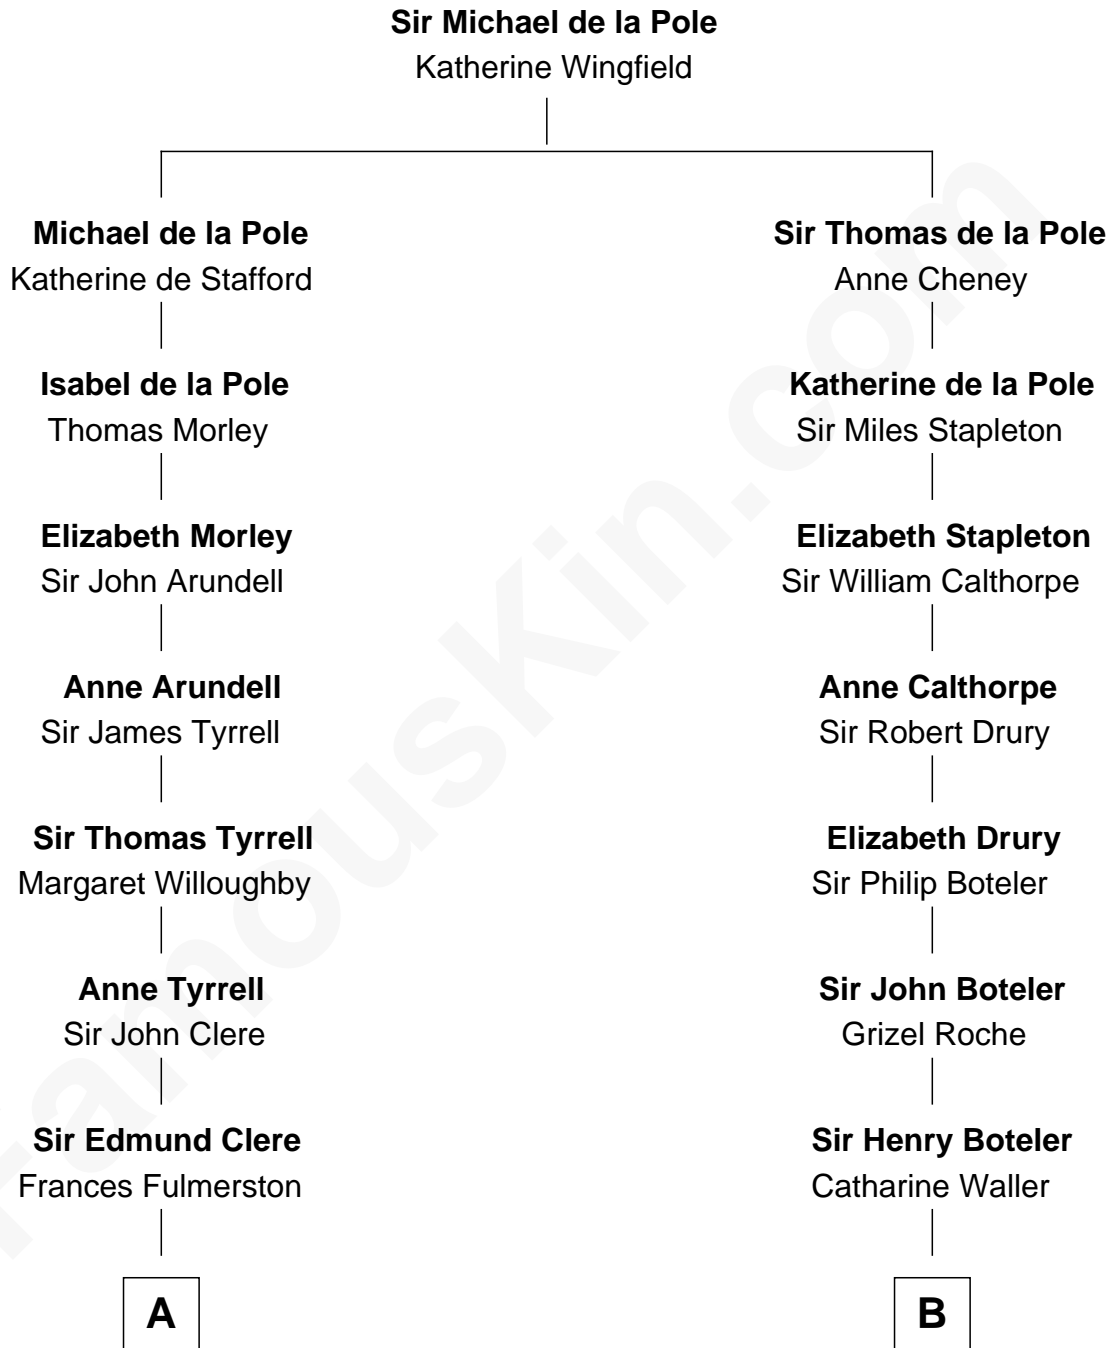 Sir Michael de la Pole
Katherine Wingfield
Michael de la Pole
Katherine de Stafford
Sir Thomas de la Pole
Anne Cheney
Isabel de la Pole
Thomas Morley
Katherine de la Pole
Sir Miles Stapleton
Elizabeth Morley
Sir John Arundell
Elizabeth Stapleton
Sir William Calthorpe
Anne Arundell
Sir James Tyrrell
Anne Calthorpe
Sir Robert Drury
Sir Thomas Tyrrell
Margaret Willoughby
Elizabeth Drury
Sir Philip Boteler
Anne Tyrrell
Sir John Clere
Sir John Boteler
Grizel Roche
Sir Edmund Clere
Frances Fulmerston
Sir Henry Boteler
Catharine Waller
A
B
FamousKin.com